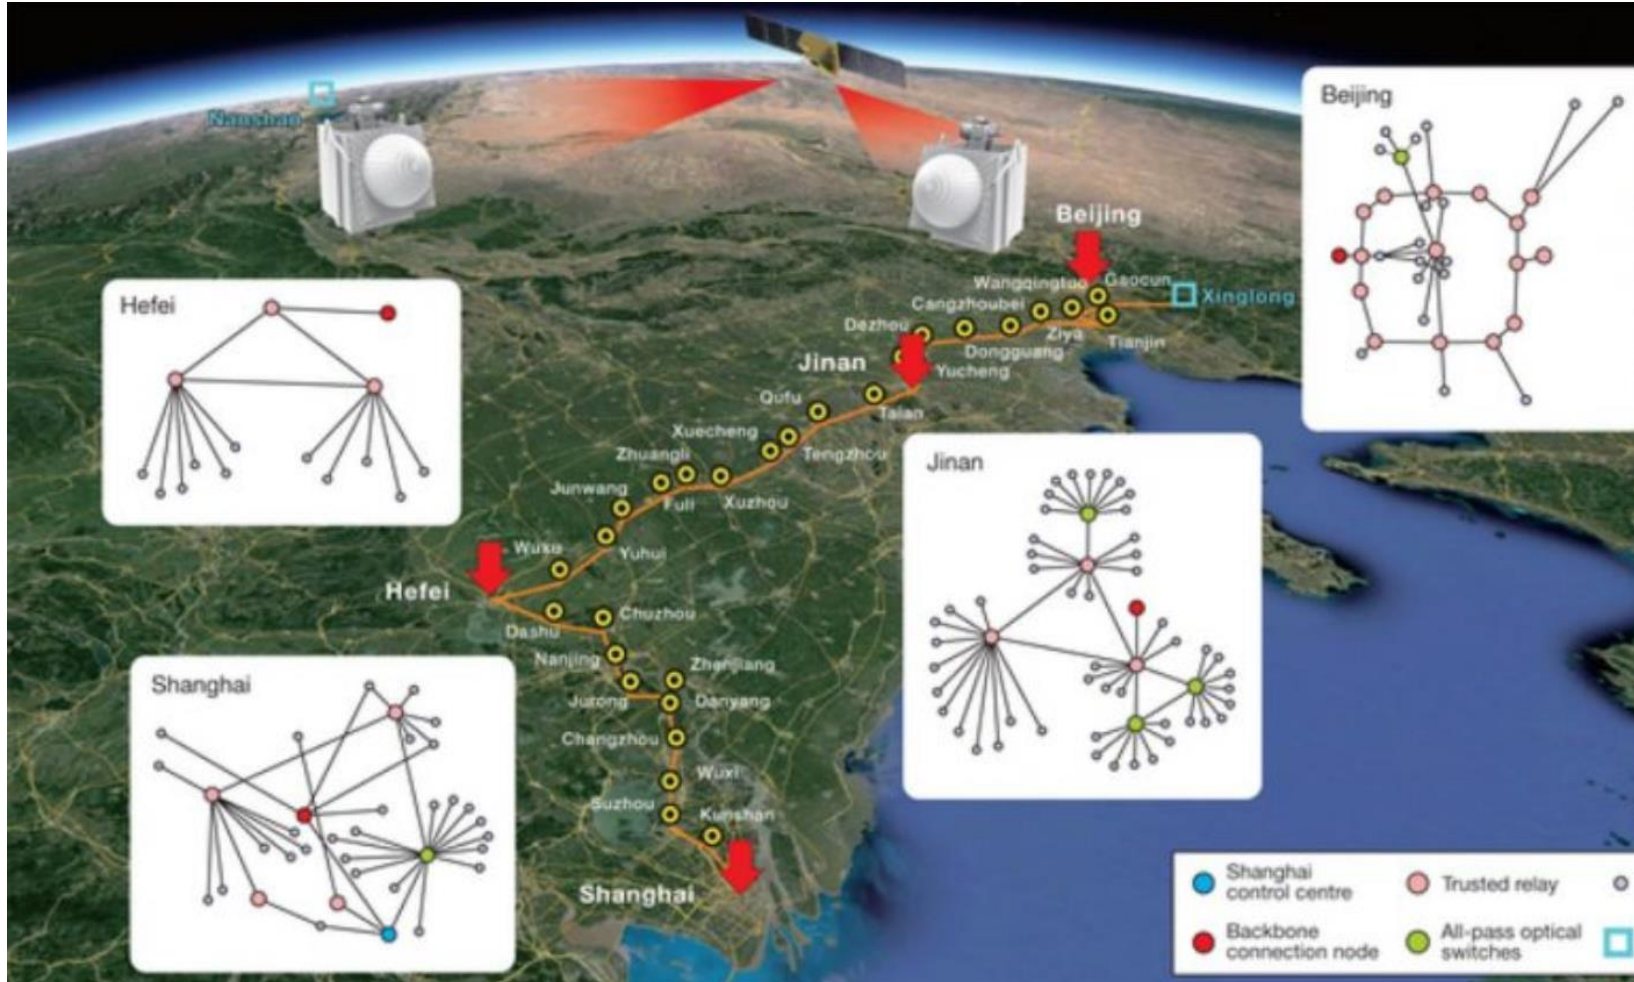 Nanshan
Beijing
Beijing
Wangqingtuo
Gaocun
Xinglong
Cangzhoubei
Dezhou
Ziya
Tianjin
Dongguang
Jinan
Yucheng
Qufu
Taian
Xuecheng
Tengzhou
Zhuangli
Junwang
Fuli
Xuzhou
Wuxe
Yuhui
Hefei
Hefei
Chuzhou
Dashu
Nanjing
Zhenjiang
Jurong
Danyang
Changzhou
Wuxi
Suzhou
Kunshan
Shanghai
Shanghai
Jinan
Shanghai
control centre
Trusted relay
Backbone
connection node
All-pass optical
switches